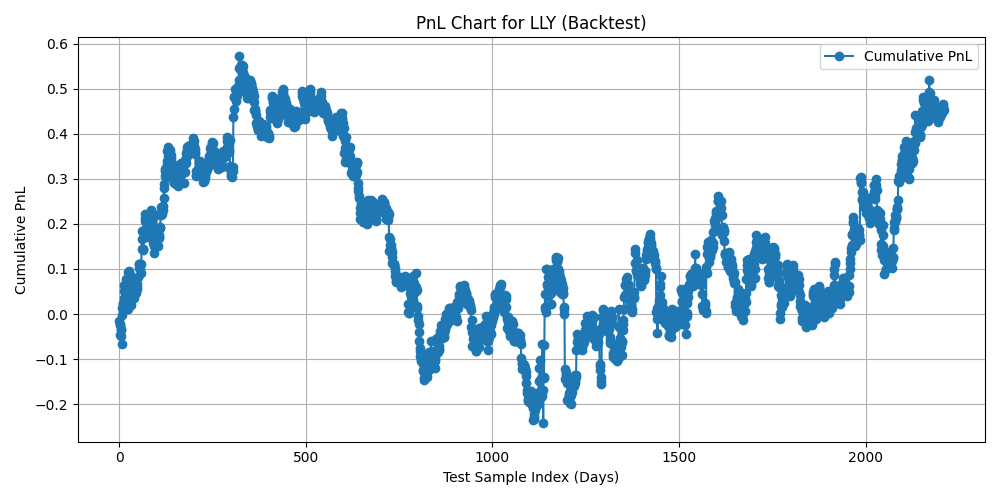 PnL Chart for LLY (Backtest)
Cumulative PnL
0.6
0.5
0.4
0.3
0.2
0.1
0.0
−0.1
−0.2
Cumulative PnL
0 500 1000 1500 2000
Test Sample Index (Days)